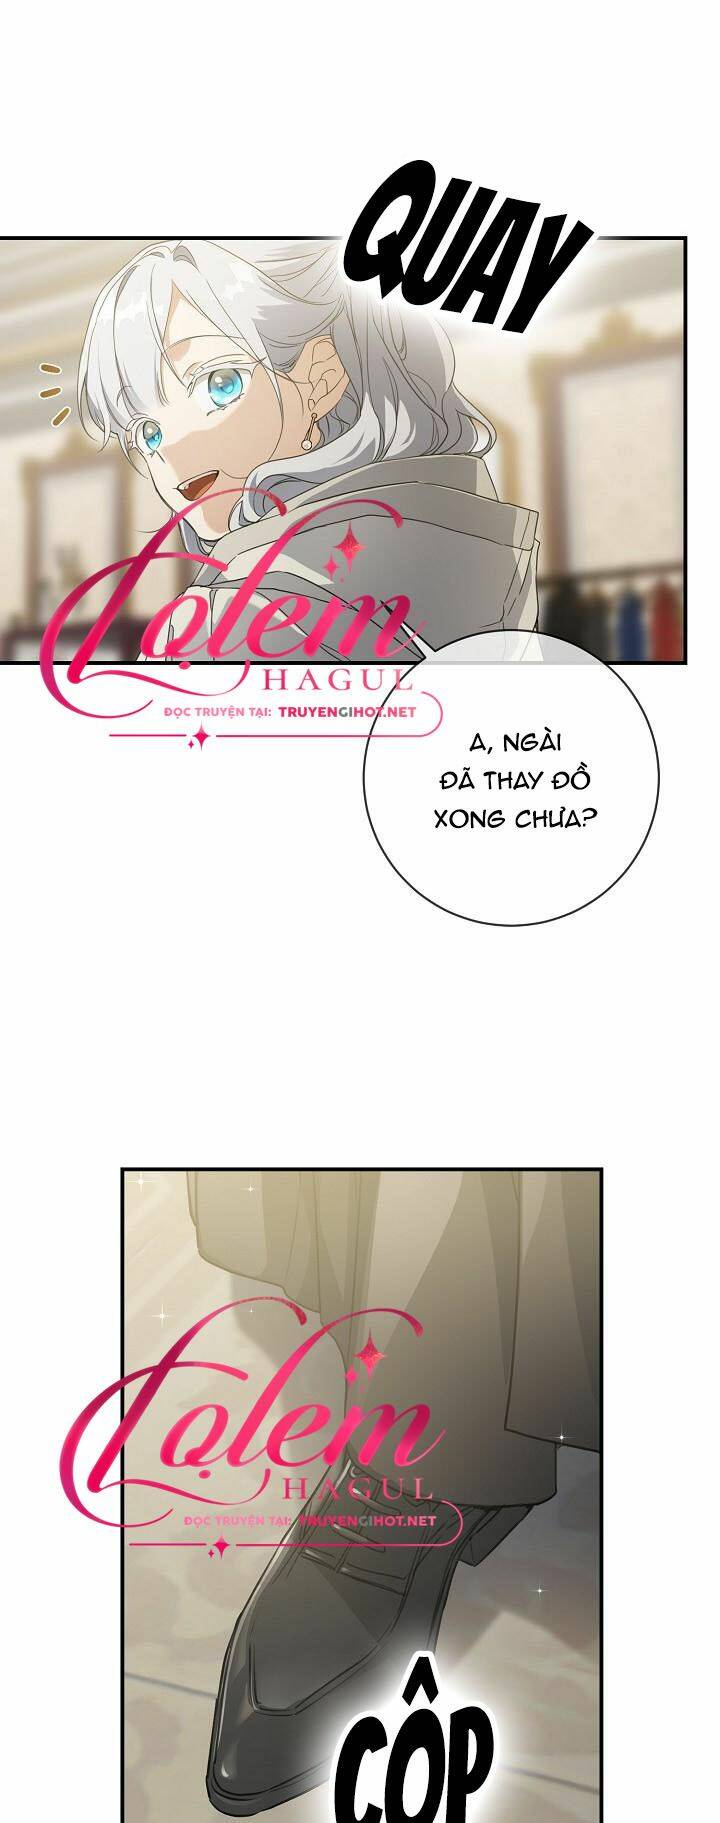 QUAY
Lọlem
HAGUL
ĐỌC TRUYỆN TẠI: TRUYENGIHOT.NET
A, NGÀI
ĐÃ THAY ĐỒ
XONG CHƯA?
Lọlem
HAGUL
ĐỌC TRUYỆN TẠI: TRUYENGIHOT.NET
CỘP